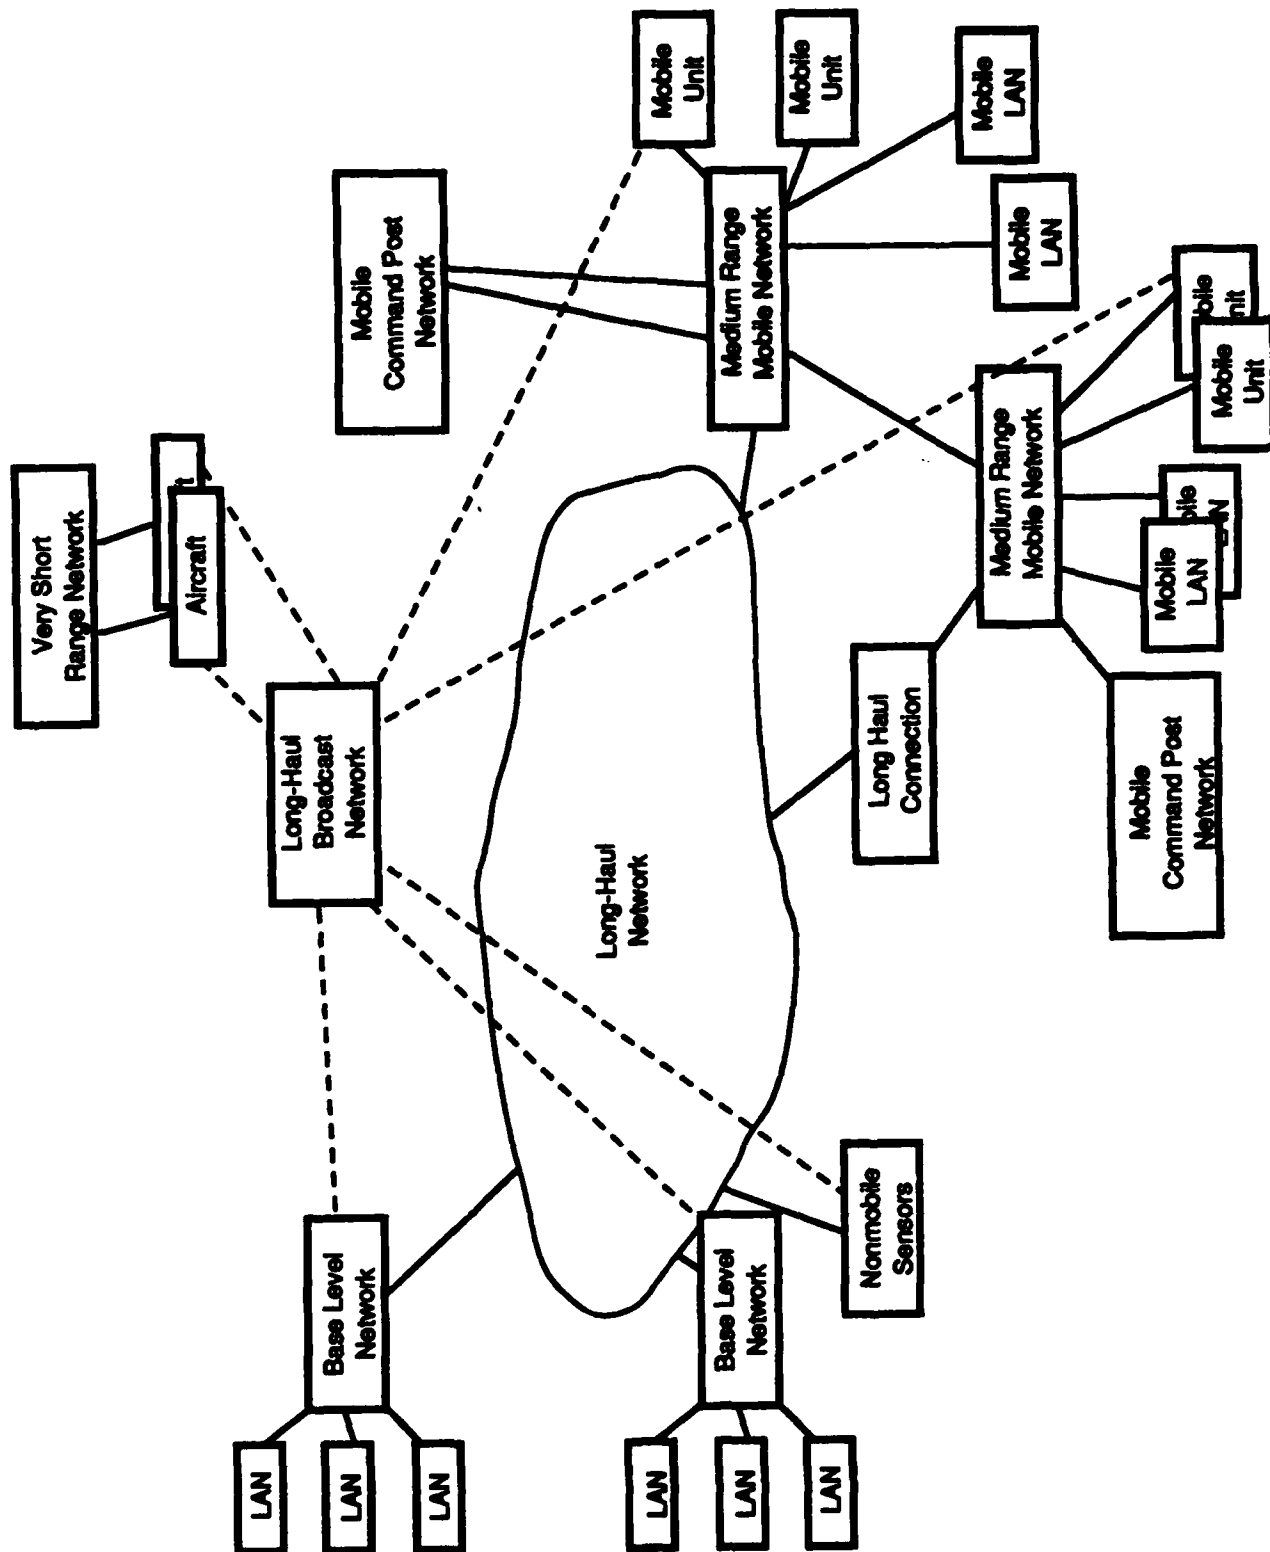 Very Short
Range Network
Aircraft
Long-Haul
Broadcast
Network
Mobile
Command Post
Network
Mobile
Unit
Mobile
Unit
Medium Range
Mobile Network
Mobile
LAN
Mobile
LAN
Mobile
Unit
Medium Range
Mobile Network
LAN
Mobile
LAN
Long Haul
Connection
Mobile
Command Post
Network
Long-Haul
Network
Base Level
Network
LAN
LAN
LAN
Base Level
Network
LAN
LAN
LAN
Nonmobile
Sensors